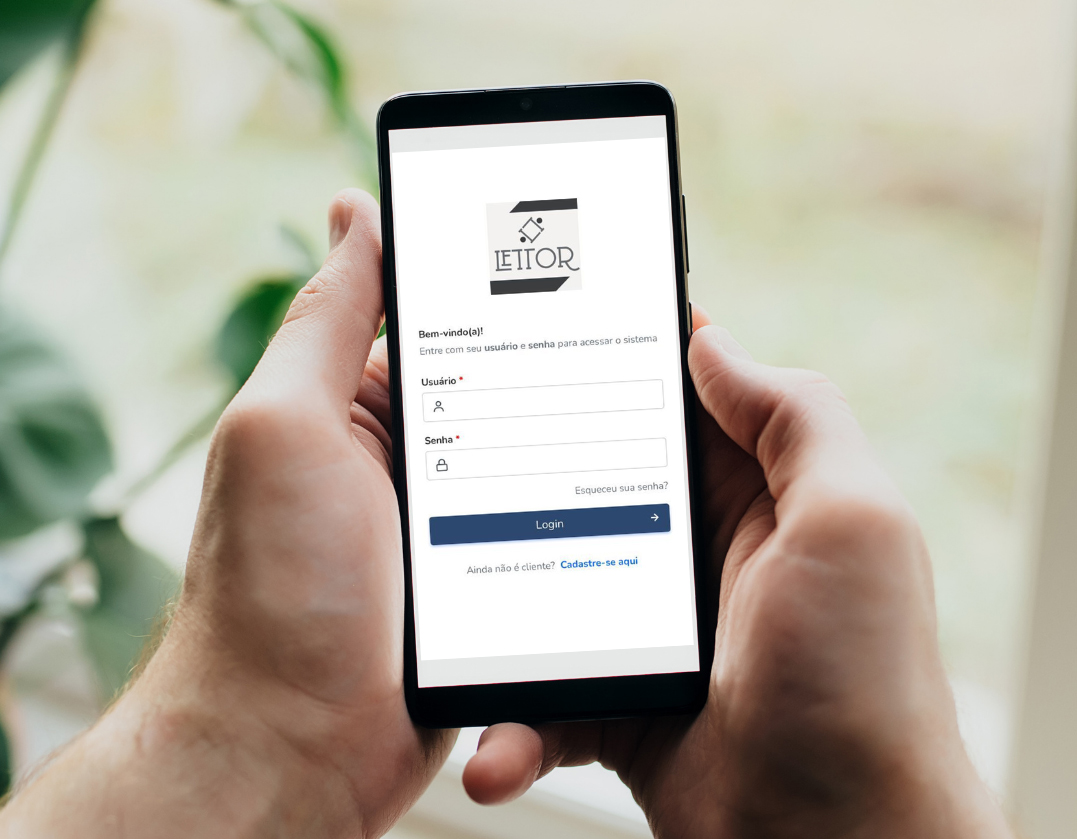 LETTOR
Bem-vindo(a)!
Entre com seu usuário e senha para acessar o sistema
Usuário *
Senha *
Esqueceu sua senha?
Login
Ainda não é cliente? Cadastre-se aqui